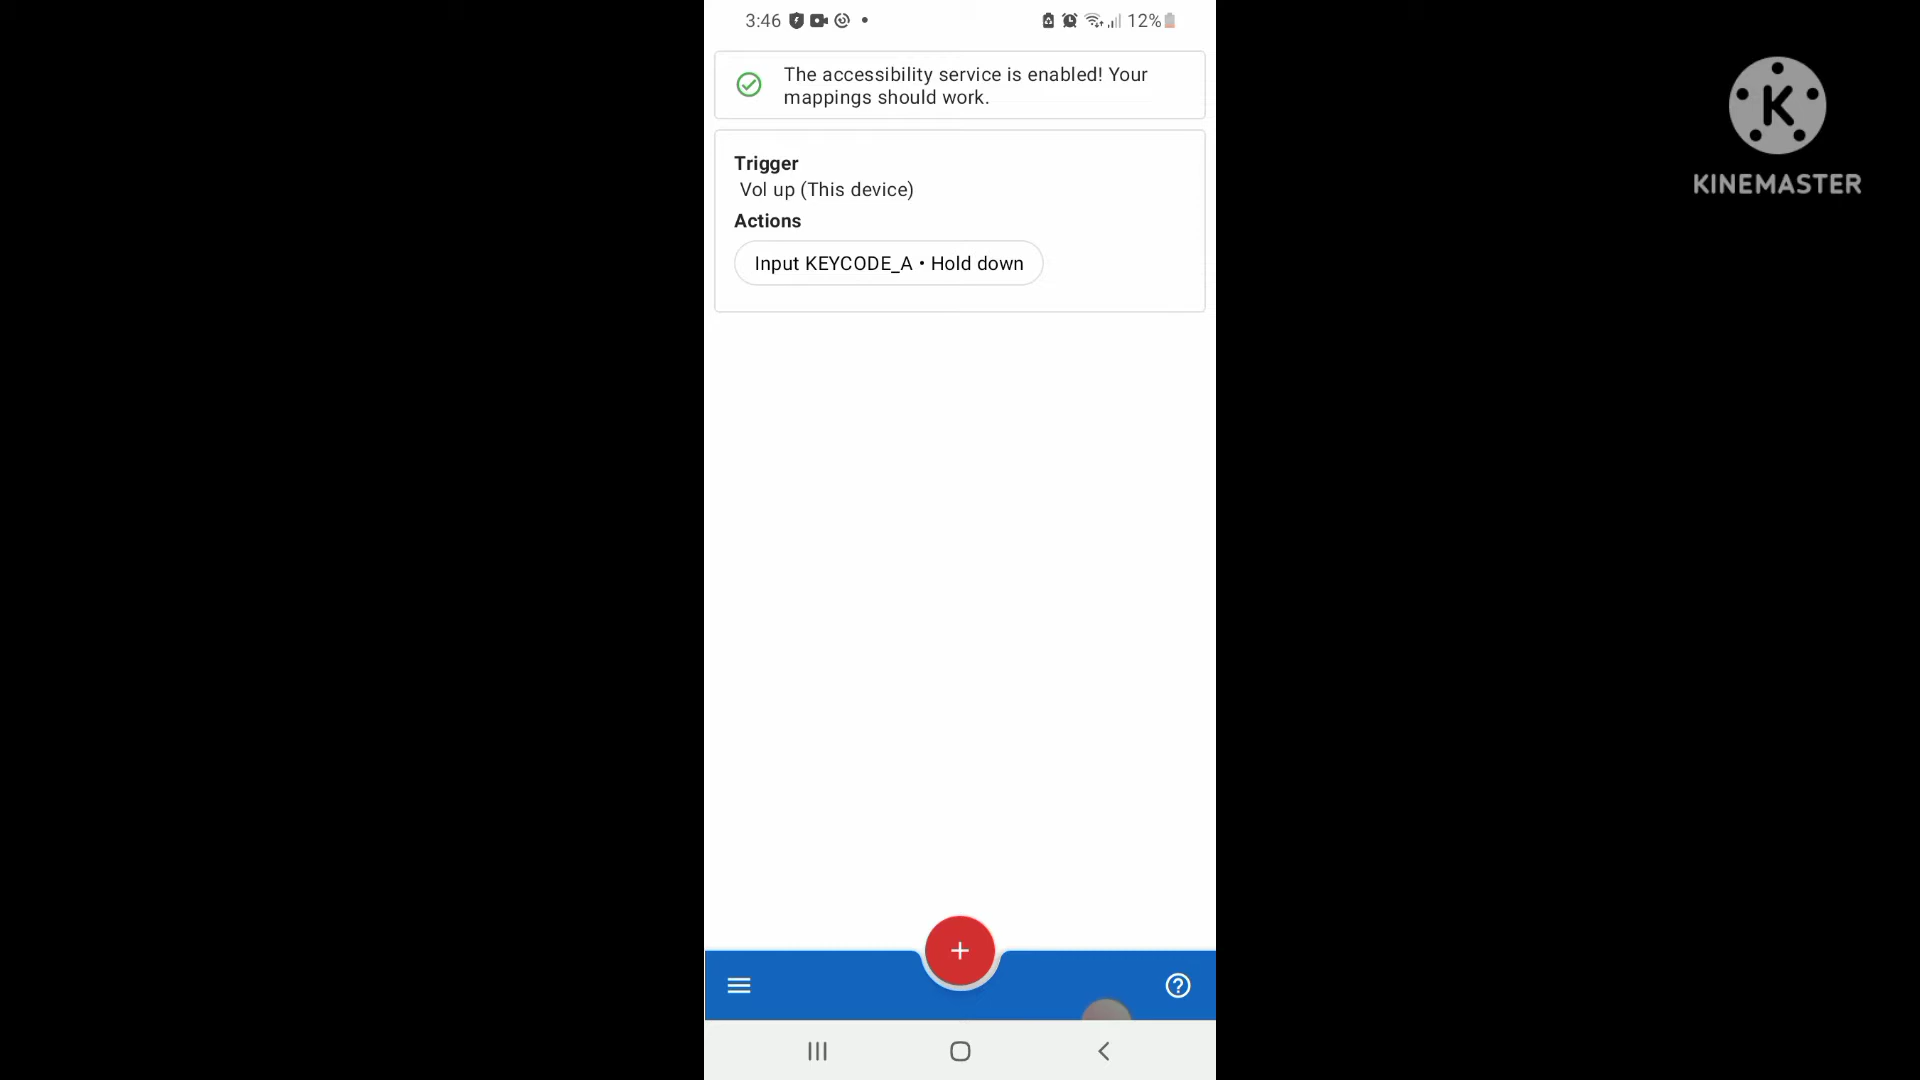 3:46
12%
The accessibility service is enabled! Your
mappings should work.
KINEMASTER
Trigger
Vol up (This device)
Actions
Input KEYCODE_A • Hold down